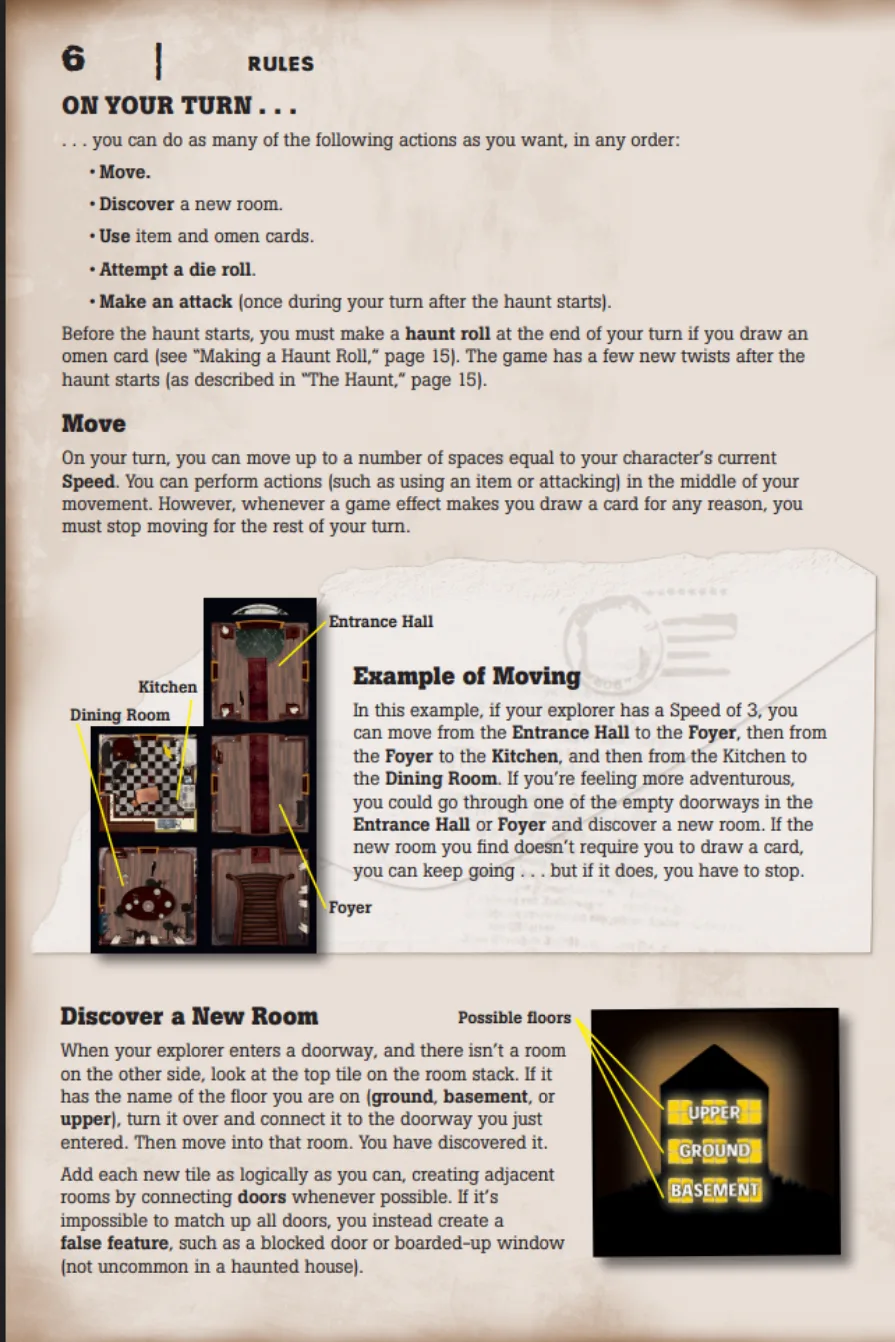 6 | RULES
ON YOUR TURN . . .
. . . you can do as many of the following actions as you want, in any order:
• Move.
• Discover a new room.
• Use item and omen cards.
• Attempt a die roll.
• Make an attack (once during your turn after the haunt starts).
Before the haunt starts, you must make a haunt roll at the end of your turn if you draw an
omen card (see “Making a Haunt Roll,” page 15). The game has a few new twists after the
haunt starts (as described in “The Haunt,” page 15).
Move
On your turn, you can move up to a number of spaces equal to your character’s current
Speed. You can perform actions (such as using an item or attacking) in the middle of your
movement. However, whenever a game effect makes you draw a card for any reason, you
must stop moving for the rest of your turn.
Entrance Hall
Kitchen
Dining Room
Foyer
Example of Moving
In this example, if your explorer has a Speed of 3, you
can move from the Entrance Hall to the Foyer, then from
the Foyer to the Kitchen, and then from the Kitchen to
the Dining Room. If you’re feeling more adventurous,
you could go through one of the empty doorways in the
Entrance Hall or Foyer and discover a new room. If the
new room you find doesn’t require you to draw a card,
you can keep going . . . but if it does, you have to stop.
Discover a New Room
When your explorer enters a doorway, and there isn’t a room
on the other side, look at the top tile on the room stack. If it
has the name of the floor you are on (ground, basement, or
upper), turn it over and connect it to the doorway you just
entered. Then move into that room. You have discovered it.
Add each new tile as logically as you can, creating adjacent
rooms by connecting doors whenever possible. If it’s
impossible to match up all doors, you instead create a
false feature, such as a blocked door or boarded-up window
(not uncommon in a haunted house).
Possible floors
UPPER
GROUND
BASEMENT